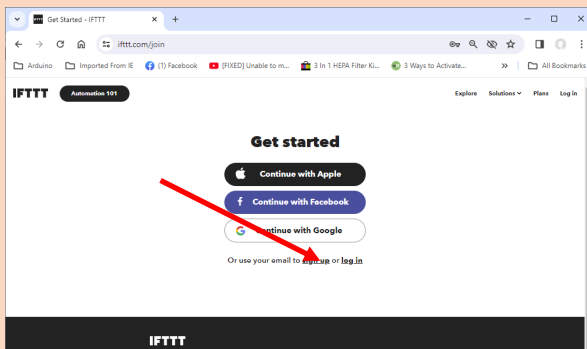 Get Started - IFTTT
ifttt.com/join
Arduino Imported From IE (1) Facebook [FIXED] Unable to m... 3 In 1 HEPA Filter Ki... 3 Ways to Activate... All Bookmarks
IFTTT Automation 101 Explore Solutions Plans Log in
Get started
Continue with Apple
Continue with Facebook
Continue with Google
Or use your email to sign up or log in
IFTTT